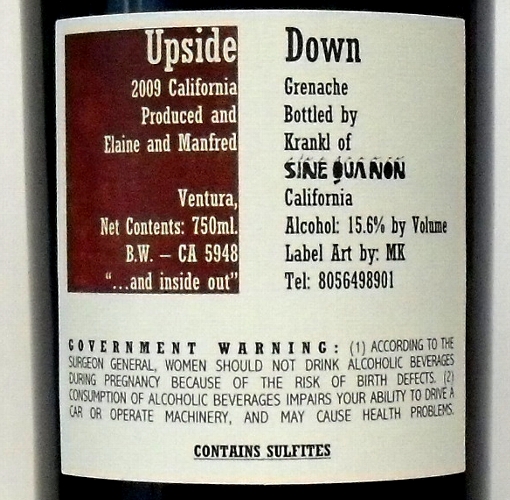 Upside Down
2009 California Grenache
Produced and Bottled by
Elaine and Manfred Krankl of
SINE QUA NON
Ventura, California
Net Contents: 750ml. Alcohol: 15.6% by Volume
B.W. – CA 5948 Label Art by: MK
“...and inside out” Tel: 8056498901
GOVERNMENT WARNING: (1) ACCORDING TO THE
SURGEON GENERAL, WOMEN SHOULD NOT DRINK ALCOHOLIC BEVERAGES
DURING PREGNANCY BECAUSE OF THE RISK OF BIRTH DEFECTS. (2)
CONSUMPTION OF ALCOHOLIC BEVERAGES IMPAIRS YOUR ABILITY TO DRIVE A
CAR OR OPERATE MACHINERY, AND MAY CAUSE HEALTH PROBLEMS.
CONTAINS SULFITES